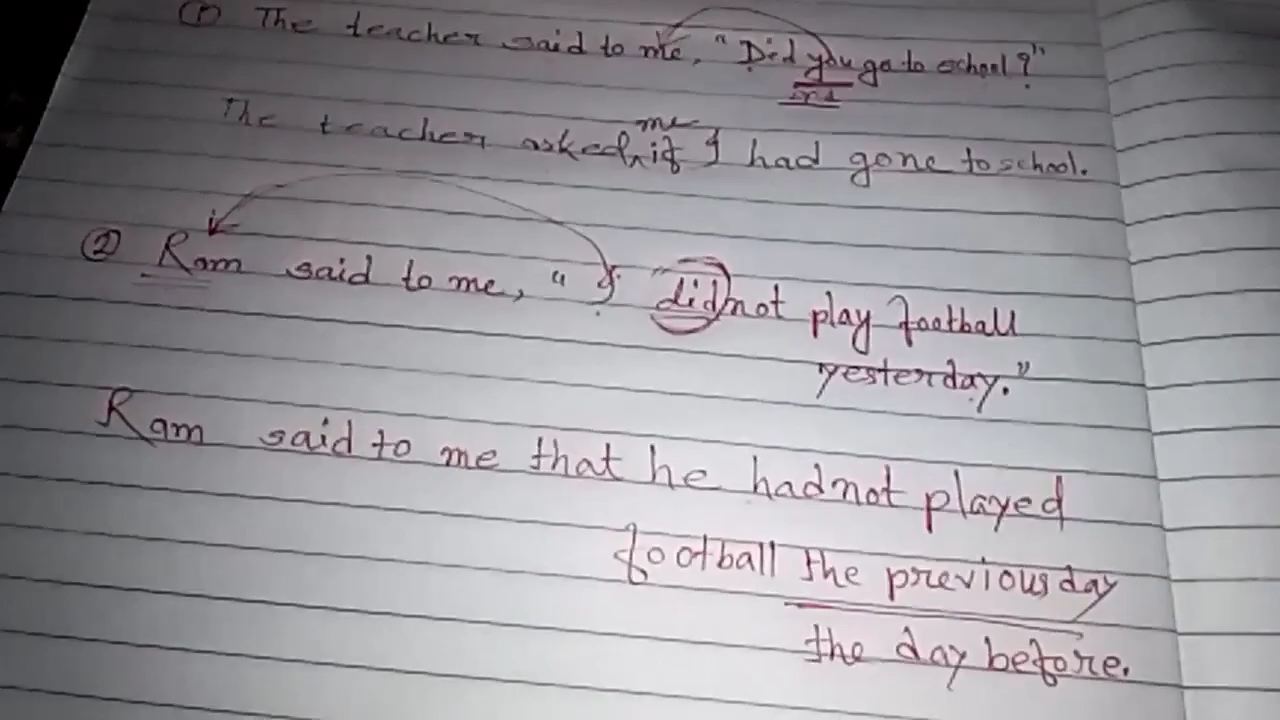 ① The teacher said to me, "Did you go to school?"
me
The teacher asked, if I had gone to school.
② Ram said to me, "I did not play football
yesterday."
Ram said to me that he had not played
football the previous day
the day before.